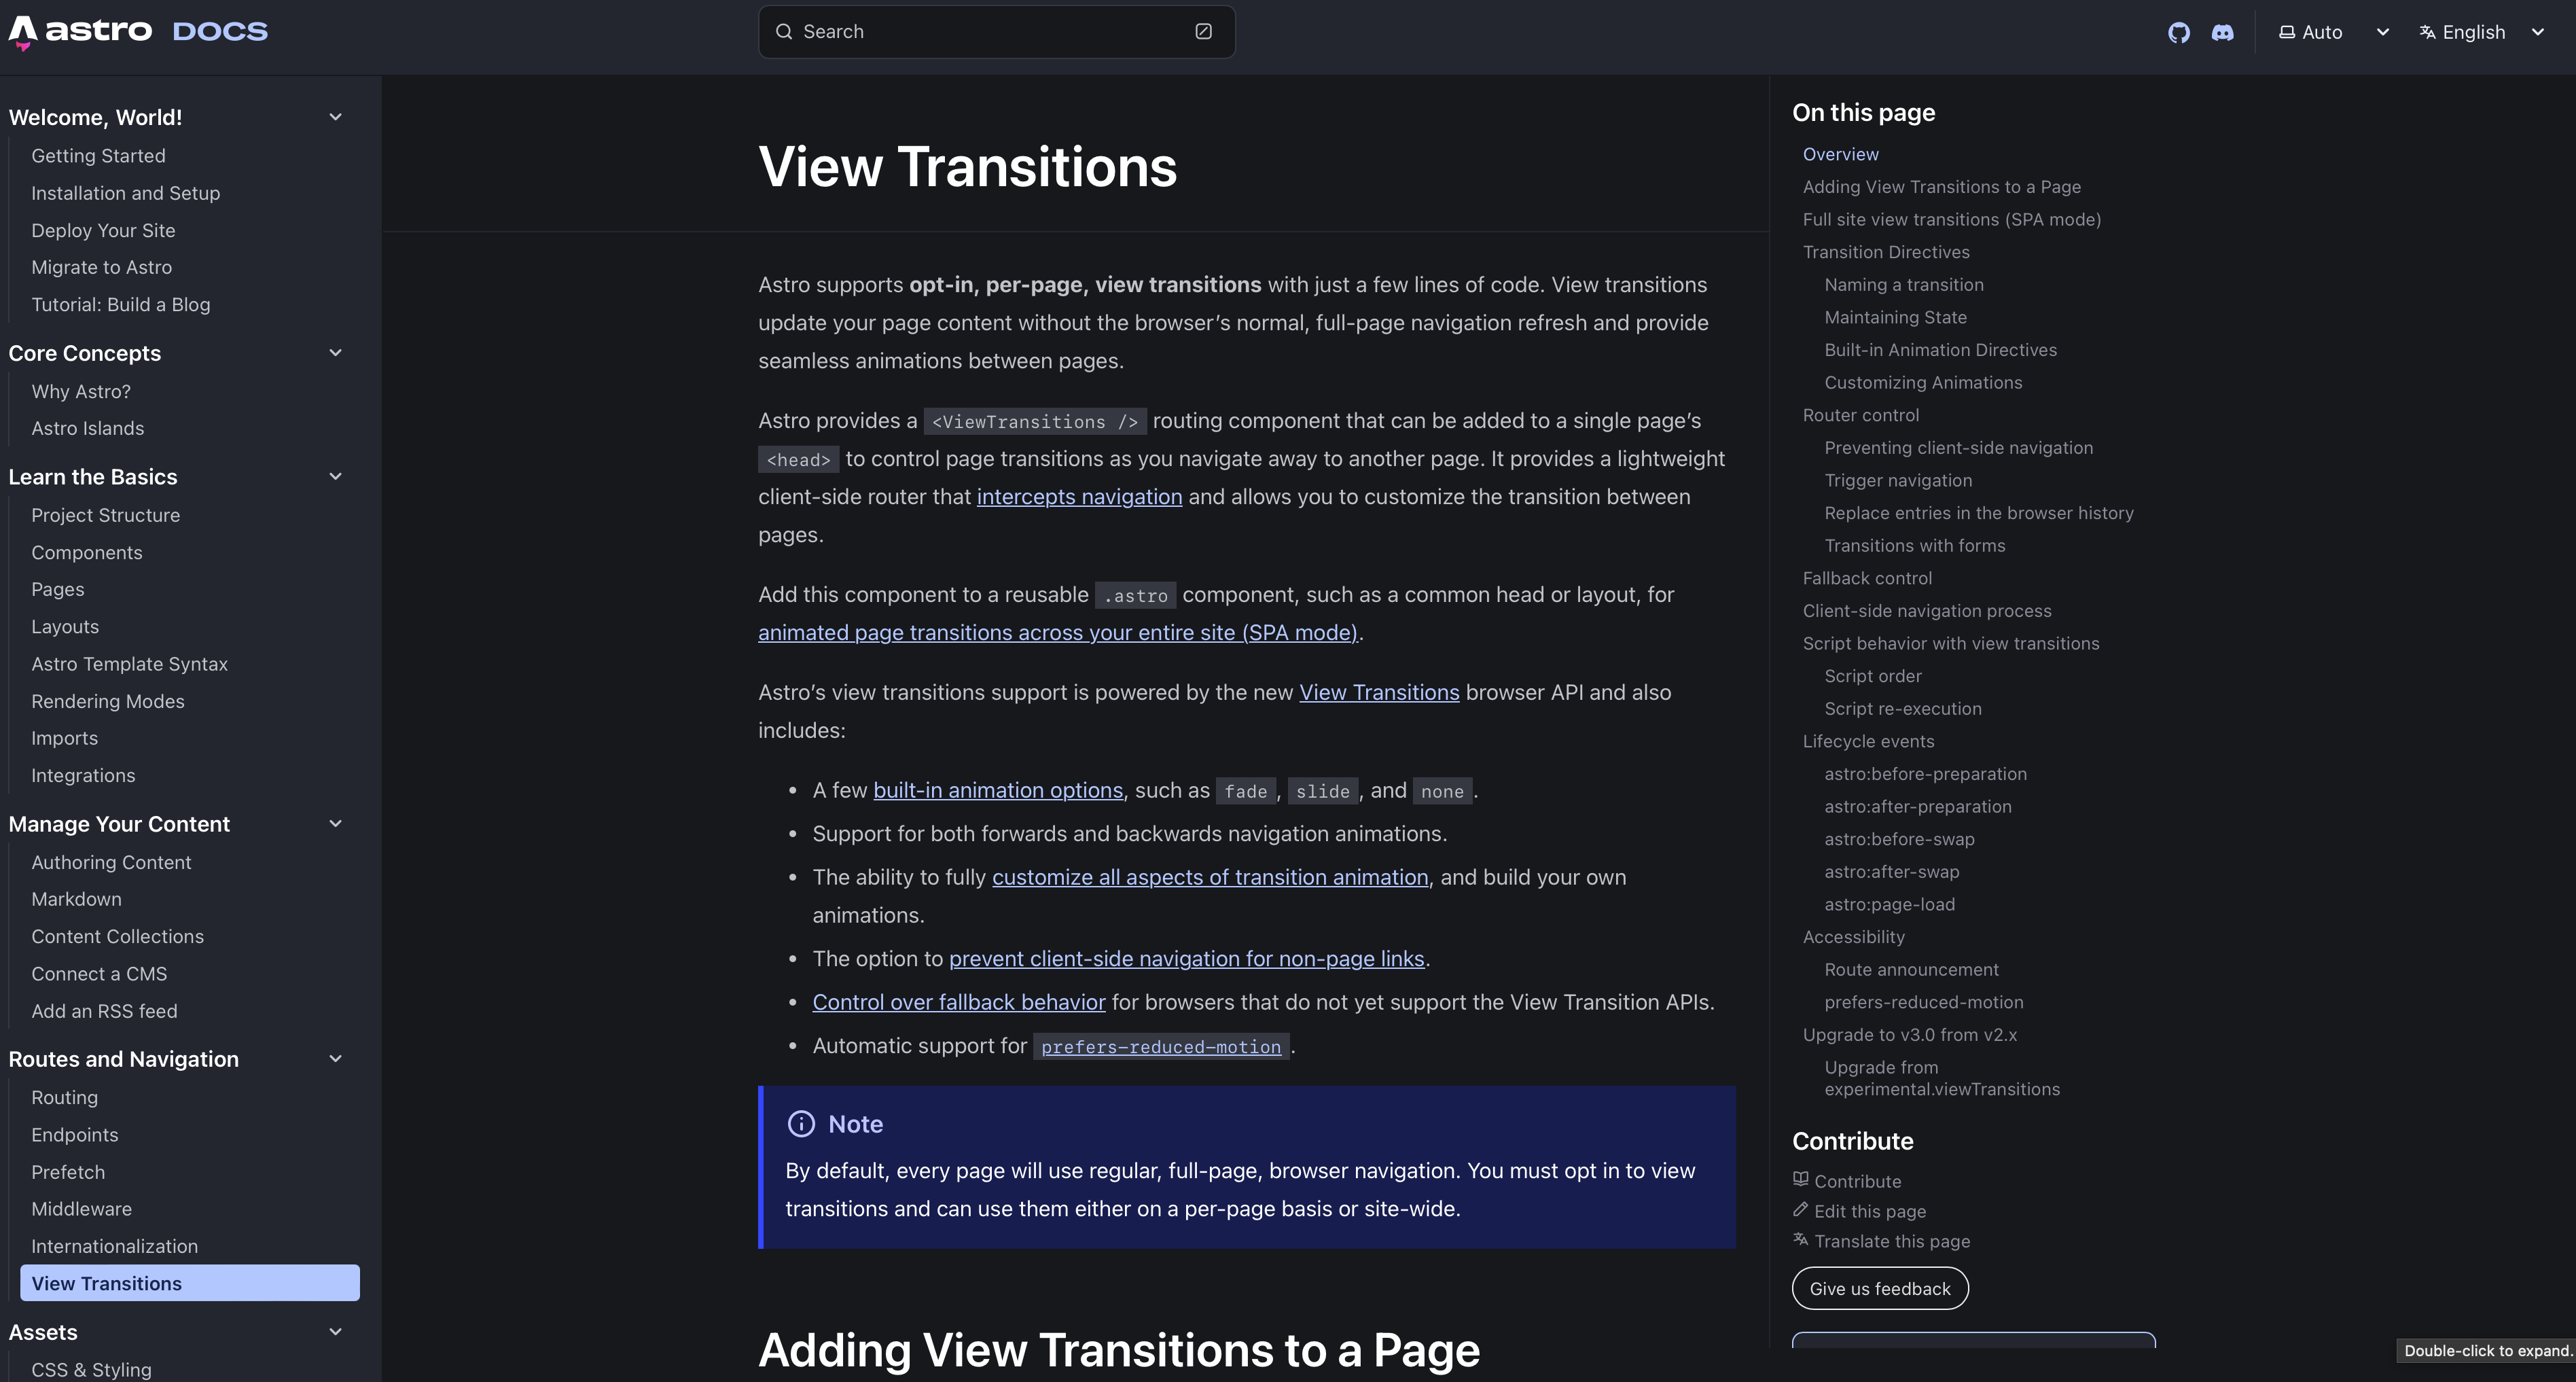 astro DOCS
Search
Auto
English
Welcome, World!
Getting Started
Installation and Setup
Deploy Your Site
Migrate to Astro
Tutorial: Build a Blog
Core Concepts
Why Astro?
Astro Islands
Learn the Basics
Project Structure
Components
Pages
Layouts
Astro Template Syntax
Rendering Modes
Imports
Integrations
Manage Your Content
Authoring Content
Markdown
Content Collections
Connect a CMS
Add an RSS feed
Routes and Navigation
Routing
Endpoints
Prefetch
Middleware
Internationalization
View Transitions
Assets
CSS & Styling
View Transitions
Astro supports opt-in, per-page, view transitions with just a few lines of code. View transitions
update your page content without the browser’s normal, full-page navigation refresh and provide
seamless animations between pages.
Astro provides a <ViewTransitions /> routing component that can be added to a single page’s
<head> to control page transitions as you navigate away to another page. It provides a lightweight
client-side router that intercepts navigation and allows you to customize the transition between
pages.
Add this component to a reusable .astro component, such as a common head or layout, for
animated page transitions across your entire site (SPA mode).
Astro’s view transitions support is powered by the new View Transitions browser API and also
includes:
• A few built-in animation options, such as fade, slide, and none.
• Support for both forwards and backwards navigation animations.
• The ability to fully customize all aspects of transition animation, and build your own
animations.
• The option to prevent client-side navigation for non-page links.
• Control over fallback behavior for browsers that do not yet support the View Transition APIs.
• Automatic support for prefers-reduced-motion.
Note
By default, every page will use regular, full-page, browser navigation. You must opt in to view
transitions and can use them either on a per-page basis or site-wide.
Adding View Transitions to a Page
On this page
Overview
Adding View Transitions to a Page
Full site view transitions (SPA mode)
Transition Directives
Naming a transition
Maintaining State
Built-in Animation Directives
Customizing Animations
Router control
Preventing client-side navigation
Trigger navigation
Replace entries in the browser history
Transitions with forms
Fallback control
Client-side navigation process
Script behavior with view transitions
Script order
Script re-execution
Lifecycle events
astro:before-preparation
astro:after-preparation
astro:before-swap
astro:after-swap
astro:page-load
Accessibility
Route announcement
prefers-reduced-motion
Upgrade to v3.0 from v2.x
Upgrade from
experimental.viewTransitions
Contribute
Contribute
Edit this page
Translate this page
Give us feedback
Double-click to expand.